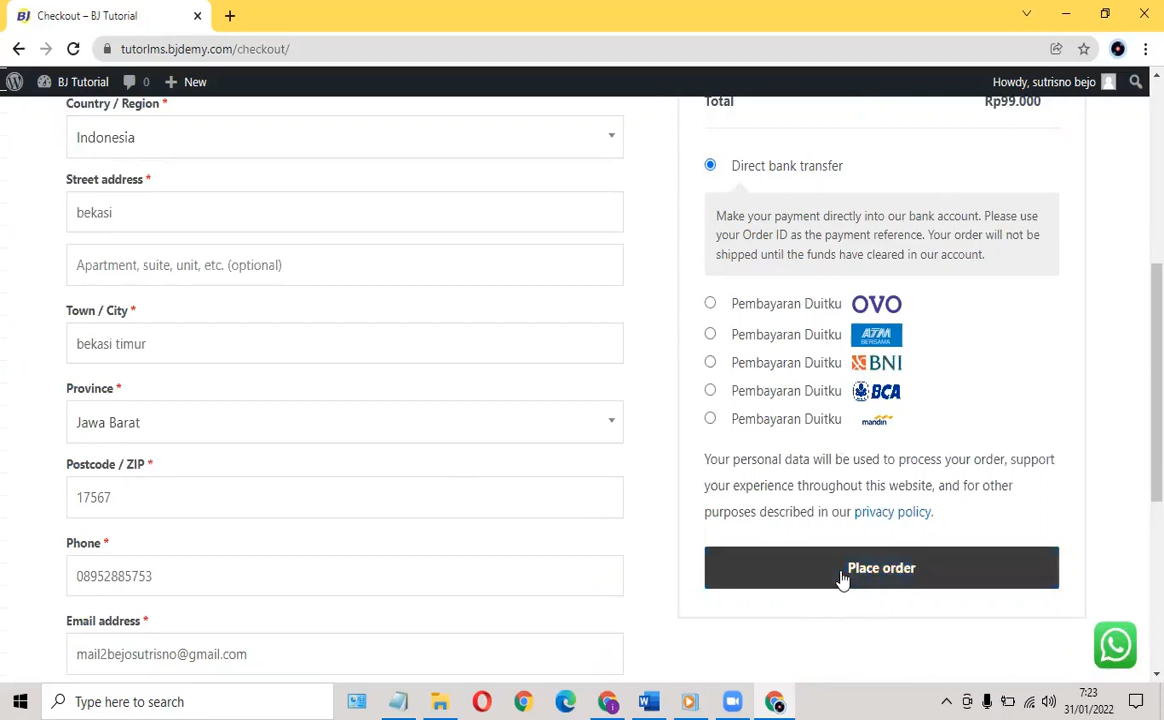 Checkout – BJ Tutorial
tutorlms.bjdemy.com/checkout/
BJ Tutorial 0 New
Howdy, sutrisno bejo
Country / Region *
Indonesia
Street address *
bekasi
Apartment, suite, unit, etc. (optional)
Town / City *
bekasi timur
Province *
Jawa Barat
Postcode / ZIP *
17567
Phone *
08952885753
Email address *
mail2bejosutrisno@gmail.com
Total Rp99.000
Direct bank transfer
Make your payment directly into our bank account. Please use
your Order ID as the payment reference. Your order will not be
shipped until the funds have cleared in our account.
Pembayaran Duitku OVO
Pembayaran Duitku ATM BERSAMA
Pembayaran Duitku BNI
Pembayaran Duitku BCA
Pembayaran Duitku mandiri
Your personal data will be used to process your order, support
your experience throughout this website, and for other
purposes described in our privacy policy.
Place order
Type here to search
7:23
31/01/2022